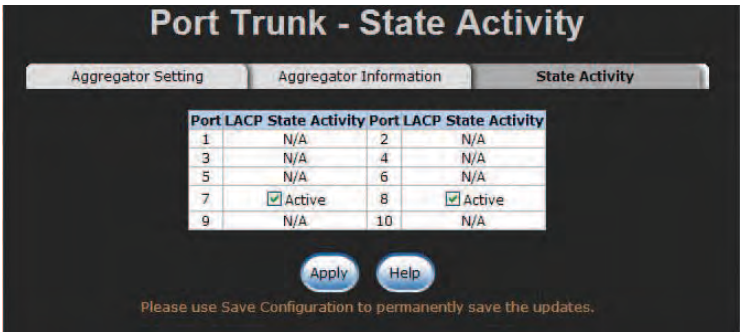 Port Trunk - State Activity
Aggregator Setting Aggregator Information State Activity
Port LACP State Activity Port LACP State Activity
1 N/A 2 N/A
3 N/A 4 N/A
5 N/A 6 N/A
7 Active 8 Active
9 N/A 10 N/A
Apply Help
Please use Save Configuration to permanently save the updates.